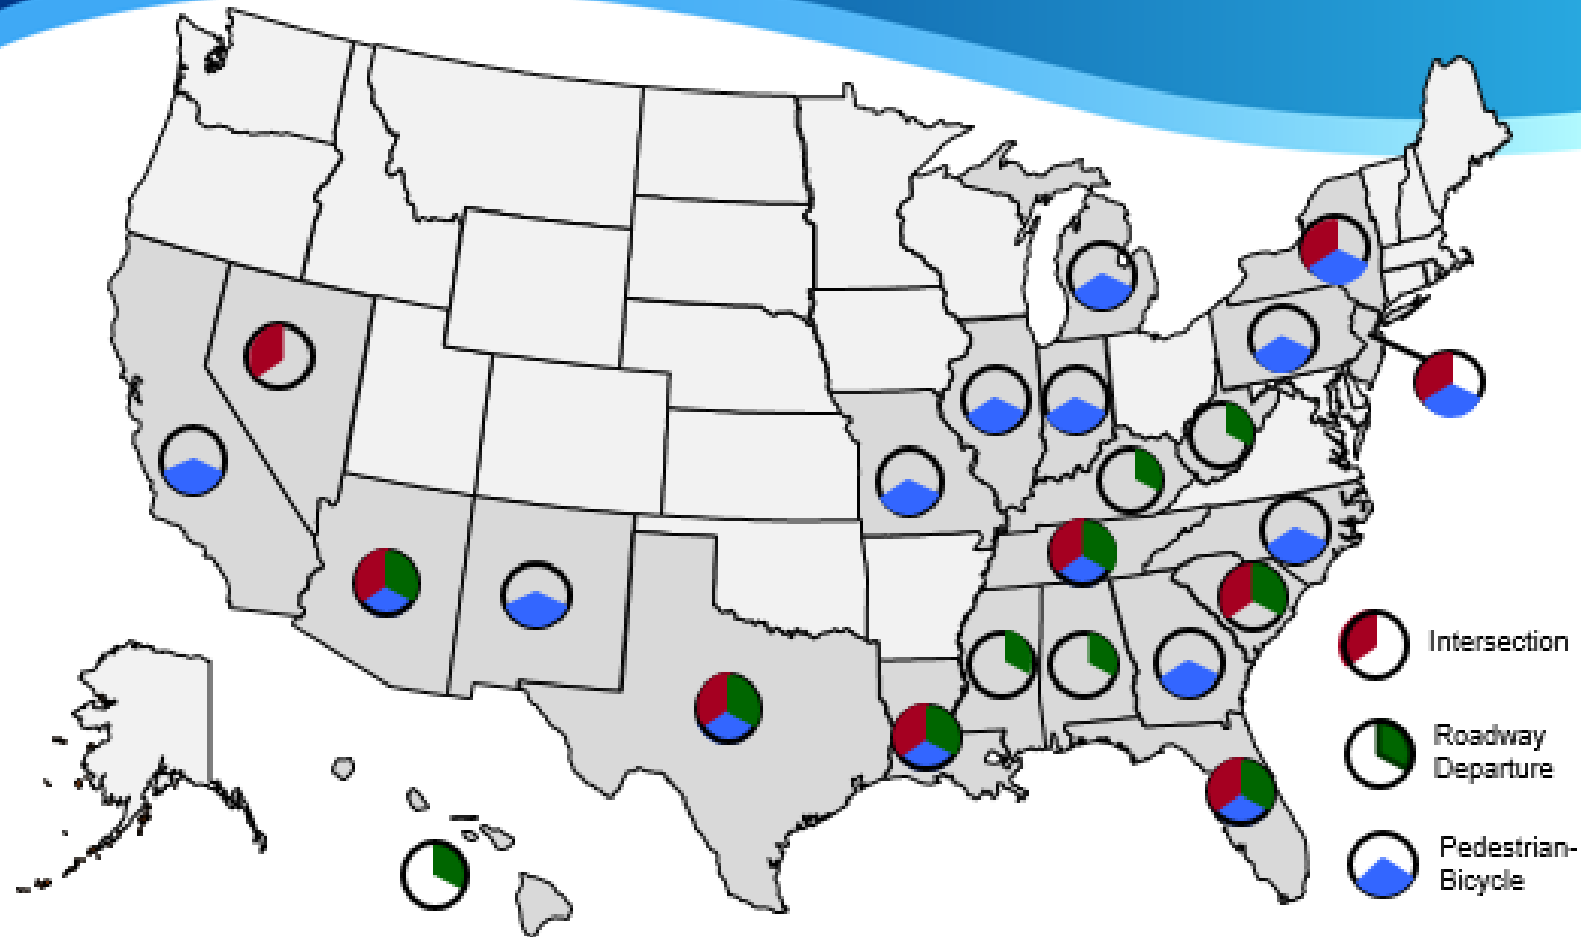 Intersection
Roadway
Departure
Pedestrian-
Bicycle